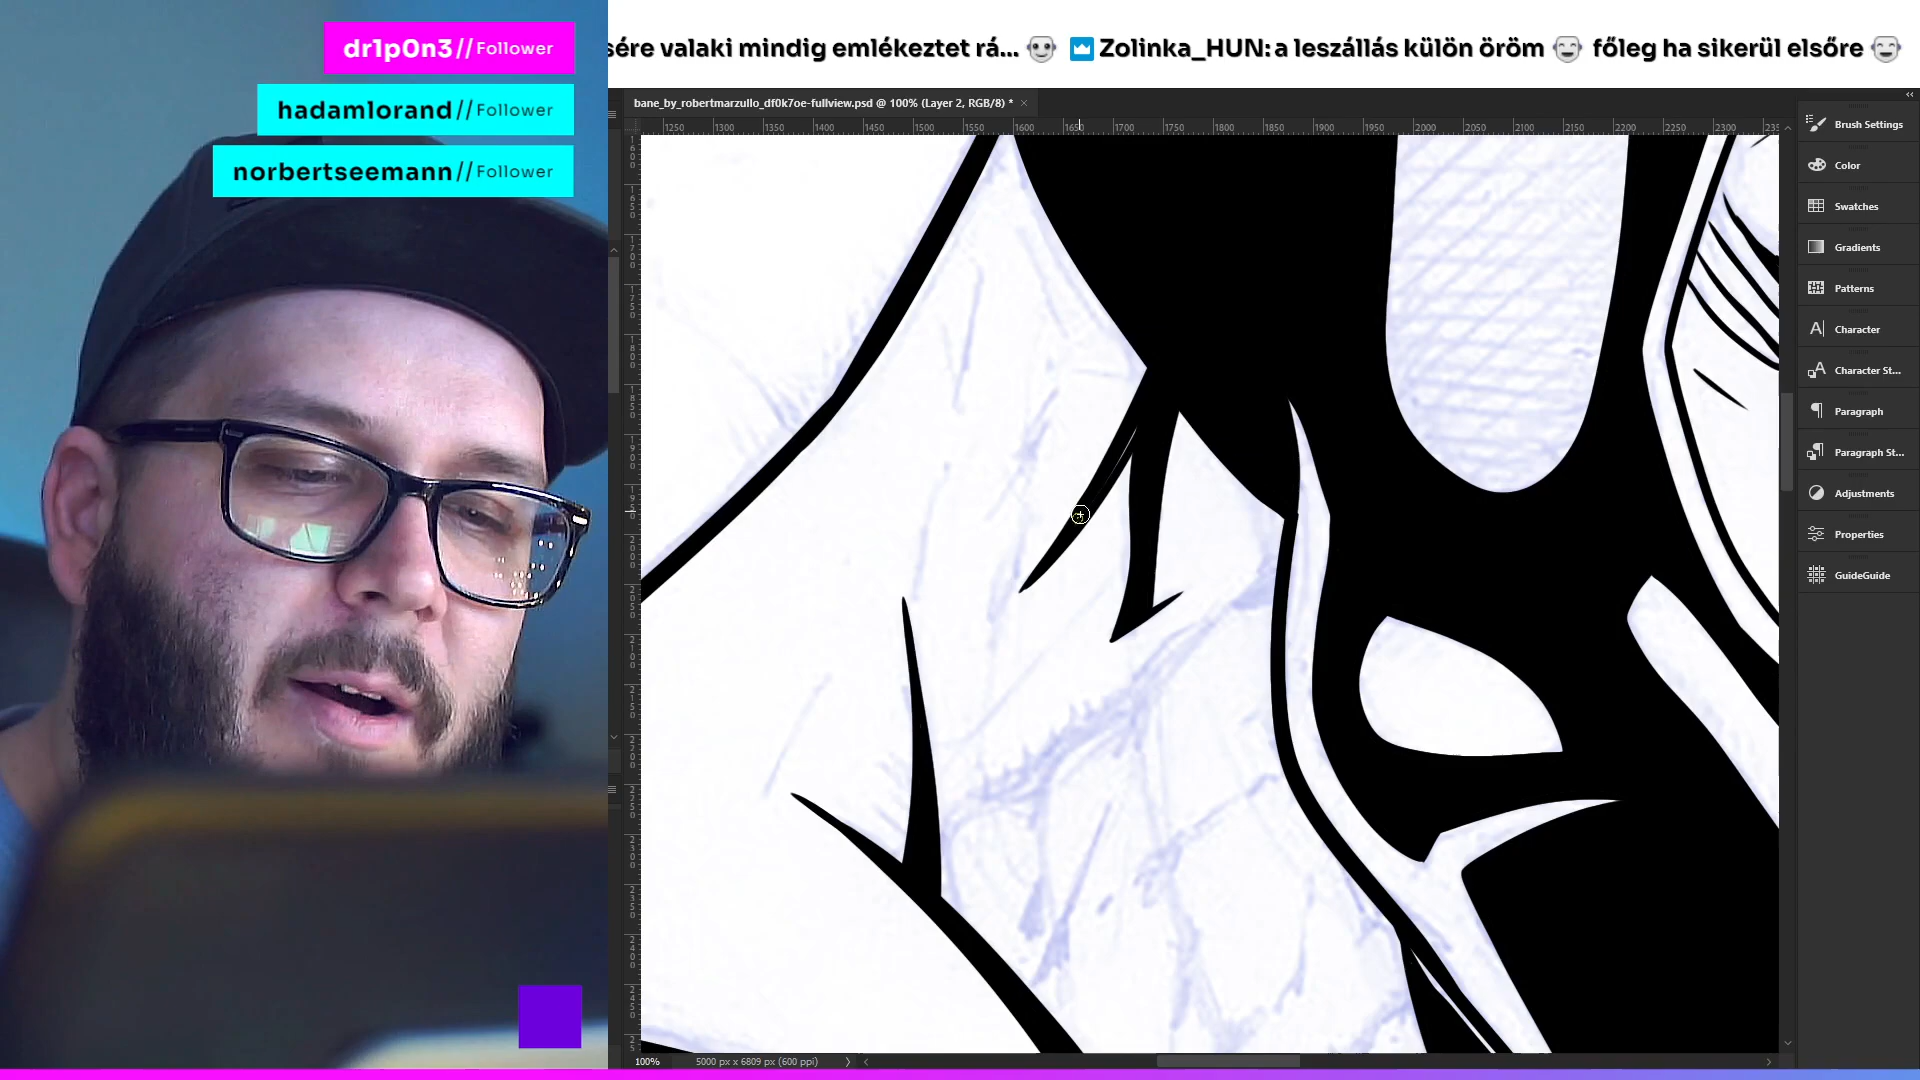 dr1p0n3 // Follower
hadamlorand // Follower
norbertseemann // Follower
sére valaki mindig emlékeztet rá... Zolinka_HUN: a leszállás külön öröm főleg ha sikerül elsőre
bane_by_robertmarzullo_df0k7oe-fullview.psd @ 100% (Layer 2, RGB/8) *
1250 1300 1350 1400 1450 1500 1550 1600 1650 1700 1750 1800 1850 1900 1950 2000 2050 2100 2150 2200 2250 2300 235
Brush Settings
Color
Swatches
Gradients
Patterns
Character
Character St...
Paragraph
Paragraph St...
Adjustments
Properties
GuideGuide
100% 5000 px x 6809 px (600 ppi)